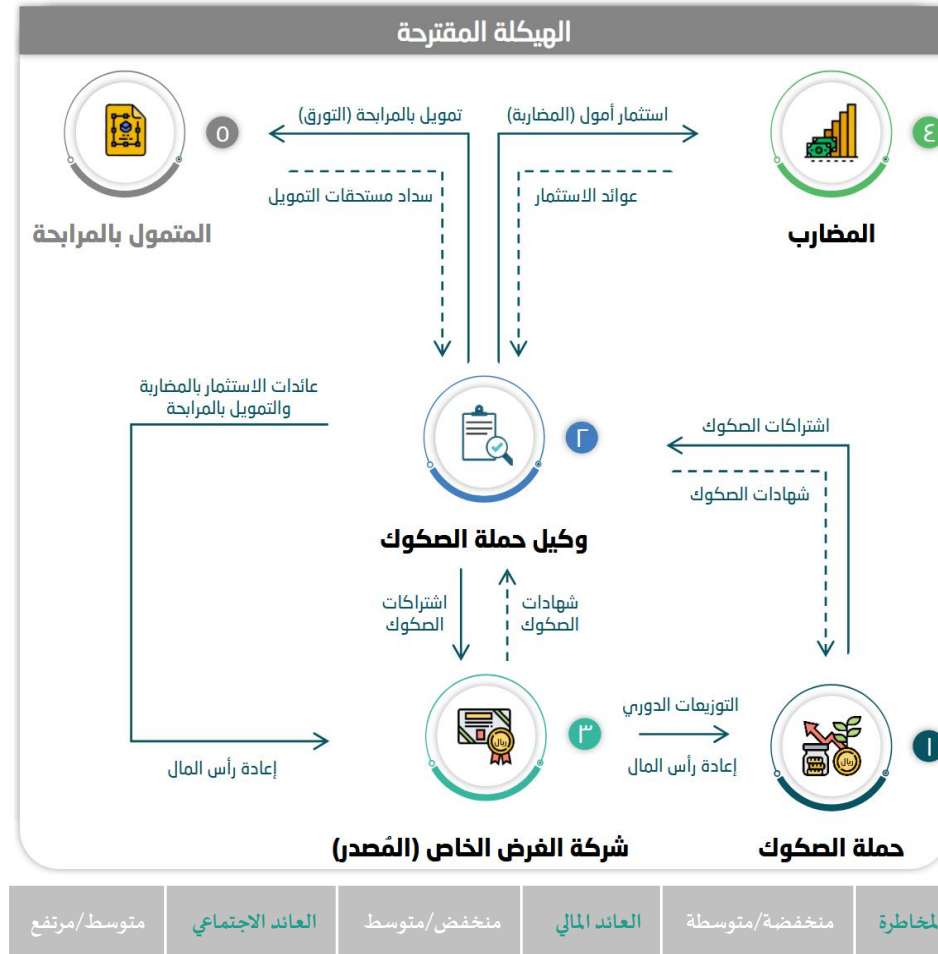 الهيكلة المقترحة
٤
استثمار أمول (المضاربة)
تمويل بالمرابحة (التورق)
٥
عوائد الاستثمار
سداد مستحقات التمويل
المضارب
المتمول بالمرابحة
عائدات الاستثمار بالمضاربة
والتمويل بالمرابحة
اشتراكات الصكوك
٢
شهادات الصكوك
وكيل حملة الصكوك
شهادات
الصكوك
اشتراكات
الصكوك
التوزيعات الدوري
٣
ريال
١
ريال
إعادة رأس المال
إعادة رأس المال
حملة الصكوك
شركة الغرض الخاص (المُصدر)
المخاطرة
منخفضة/متوسطة
العائد المالي
منخفض/متوسط
العائد الاجتماعي
متوسط/مرتفع